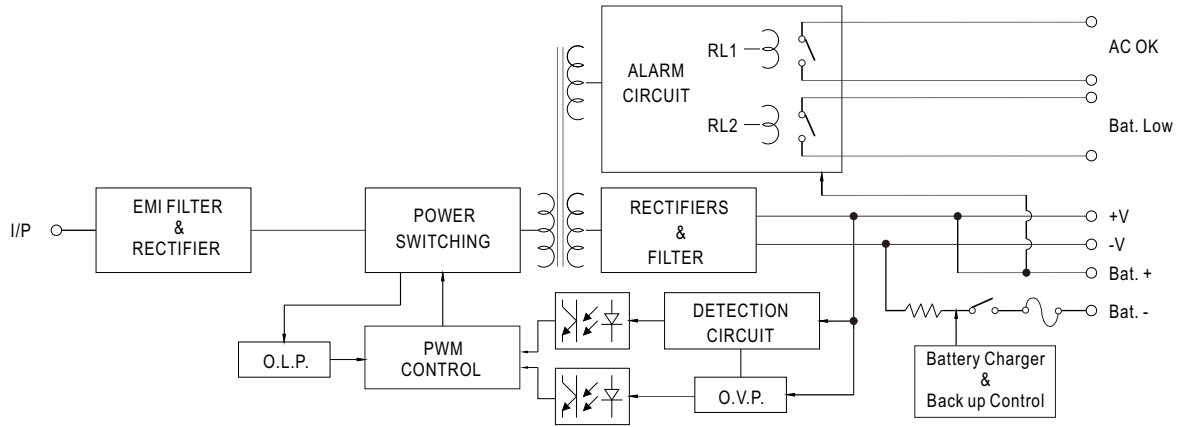 ALARM
CIRCUIT
RL1
RL2
AC OK
Bat. Low
I/P
EMI FILTER
&
RECTIFIER
POWER
SWITCHING
RECTIFIERS
&
FILTER
+V
-V
Bat. +
Bat. -
O.L.P.
PWM
CONTROL
DETECTION
CIRCUIT
O.V.P.
Battery Charger
&
Back up Control